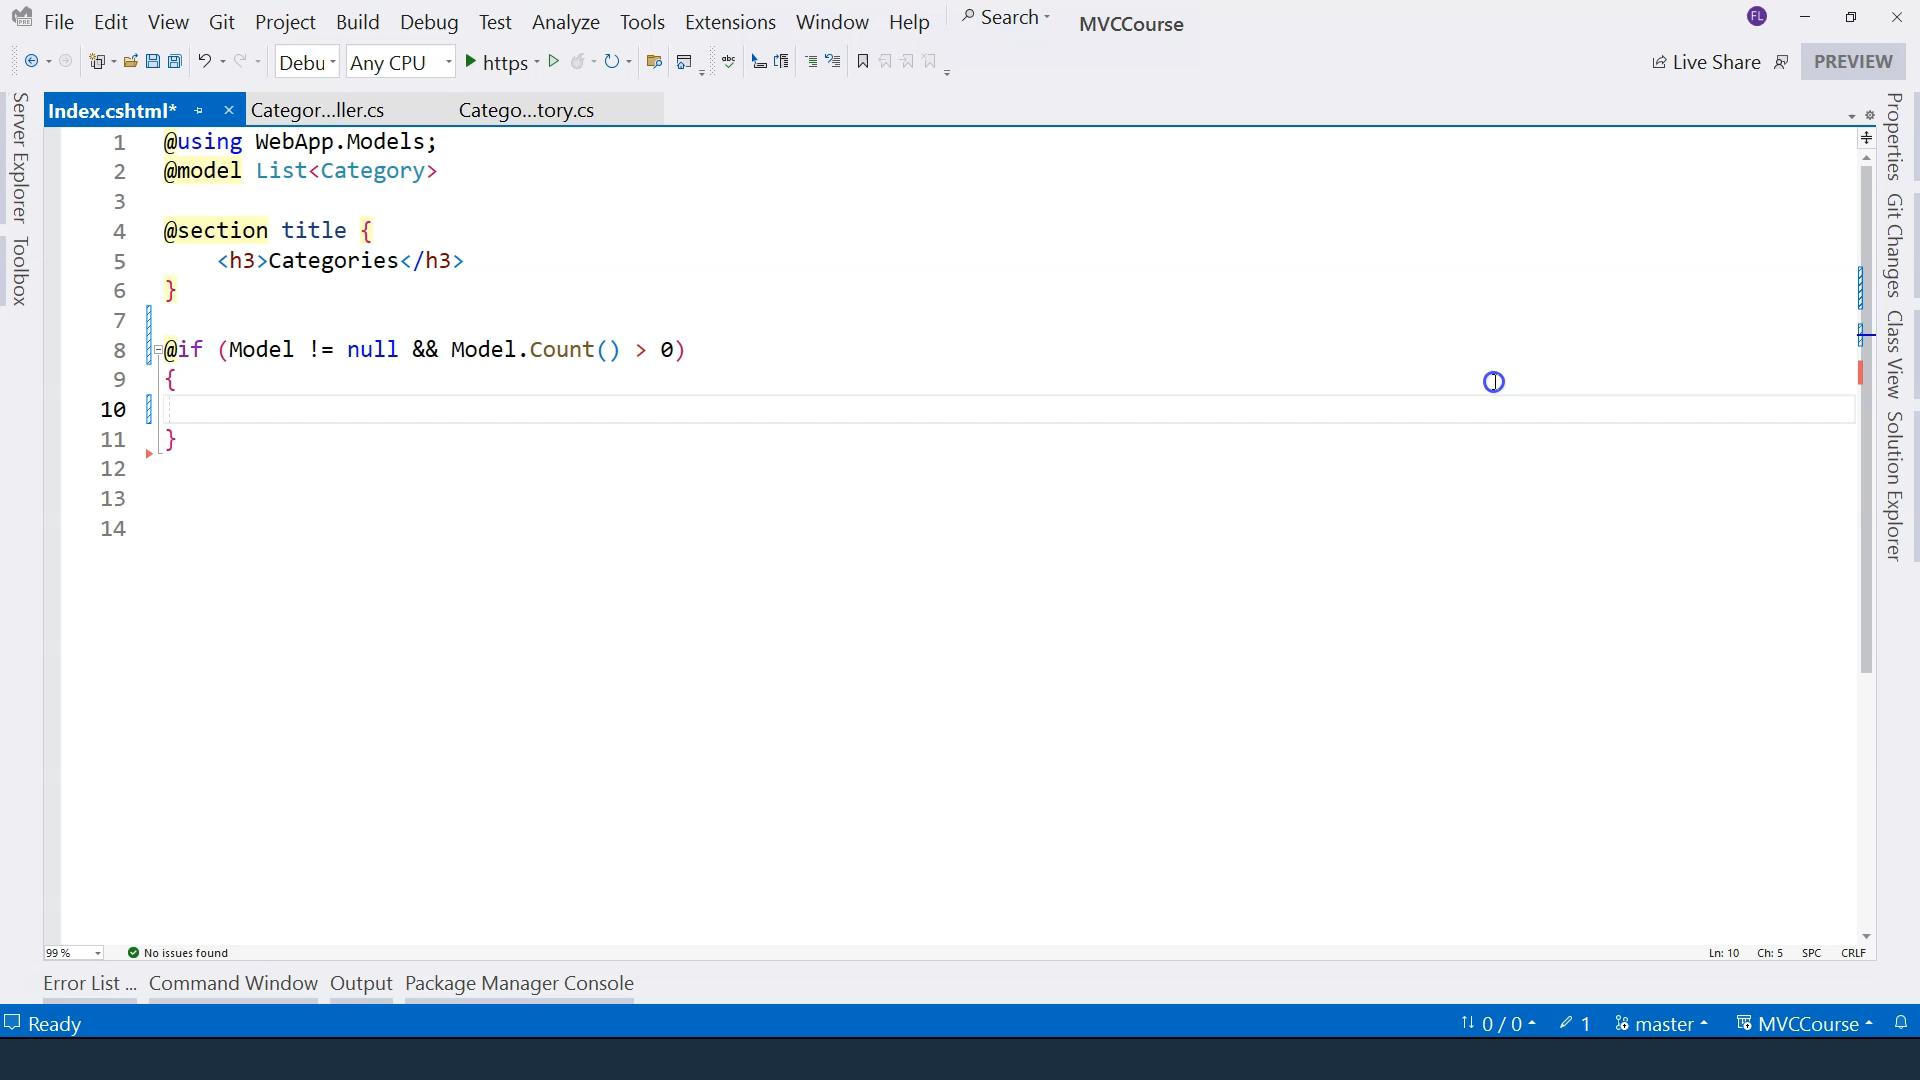 File Edit View Git Project Build Debug Test Analyze Tools Extensions Window Help Search MVCCourse FL
Debu Any CPU https Live Share PREVIEW
Index.cshtml* Categor...ller.cs Catego...tory.cs
Server Explorer
Toolbox
1 @using WebApp.Models;
2 @model List<Category>
3
4 @section title {
5 <h3>Categories</h3>
6 }
7
8 @if (Model != null && Model.Count() > 0)
9 {
10
11 }
12
13
14
Properties
Git Changes
Class View
Solution Explorer
99 % No issues found Ln: 10 Ch: 5 SPC CRLF
Error List ... Command Window Output Package Manager Console
Ready 0 / 0 1 master MVCCourse